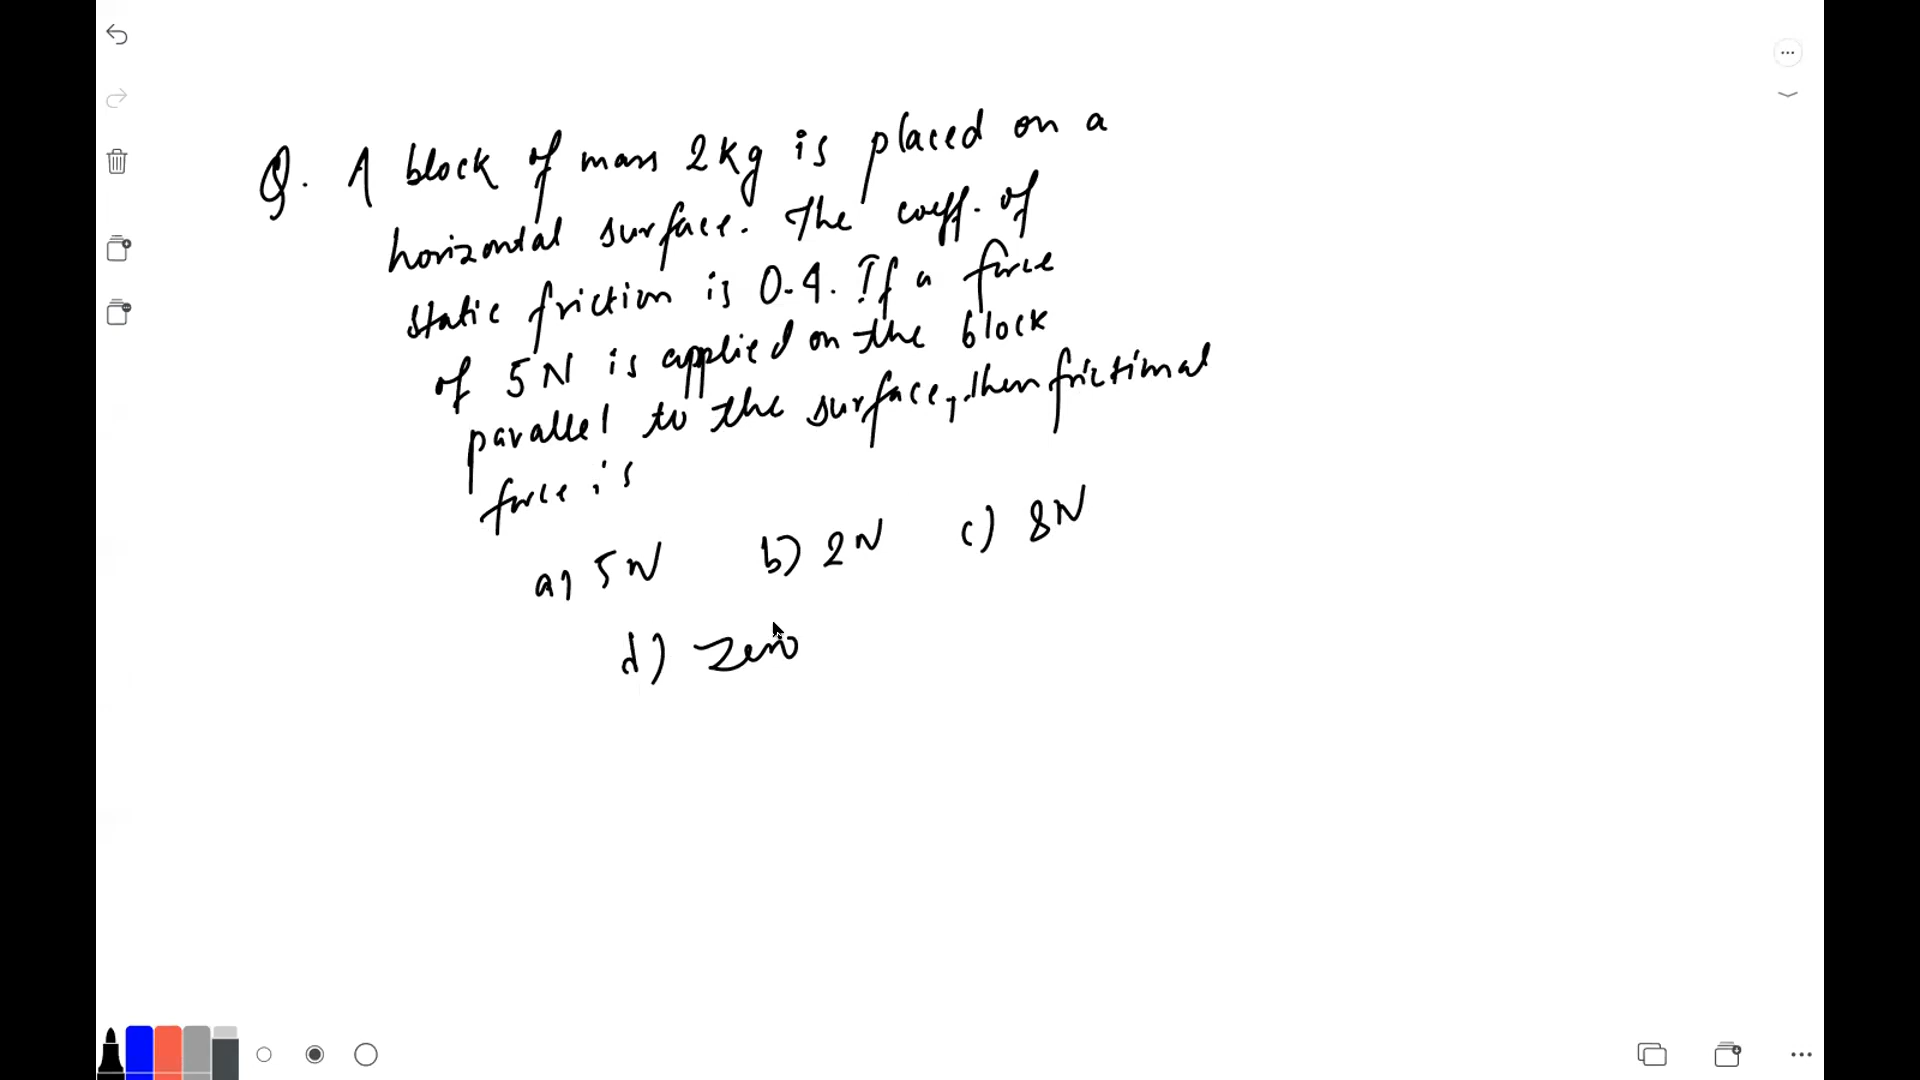 Q. A block of mass 2kg is placed on a
horizontal surface. The coeff. of
static friction is 0.4. If a force
of 5N is applied on the block
parallel to the surface, then frictional
force is
a) 5N b) 2N c) 8N
d) zero